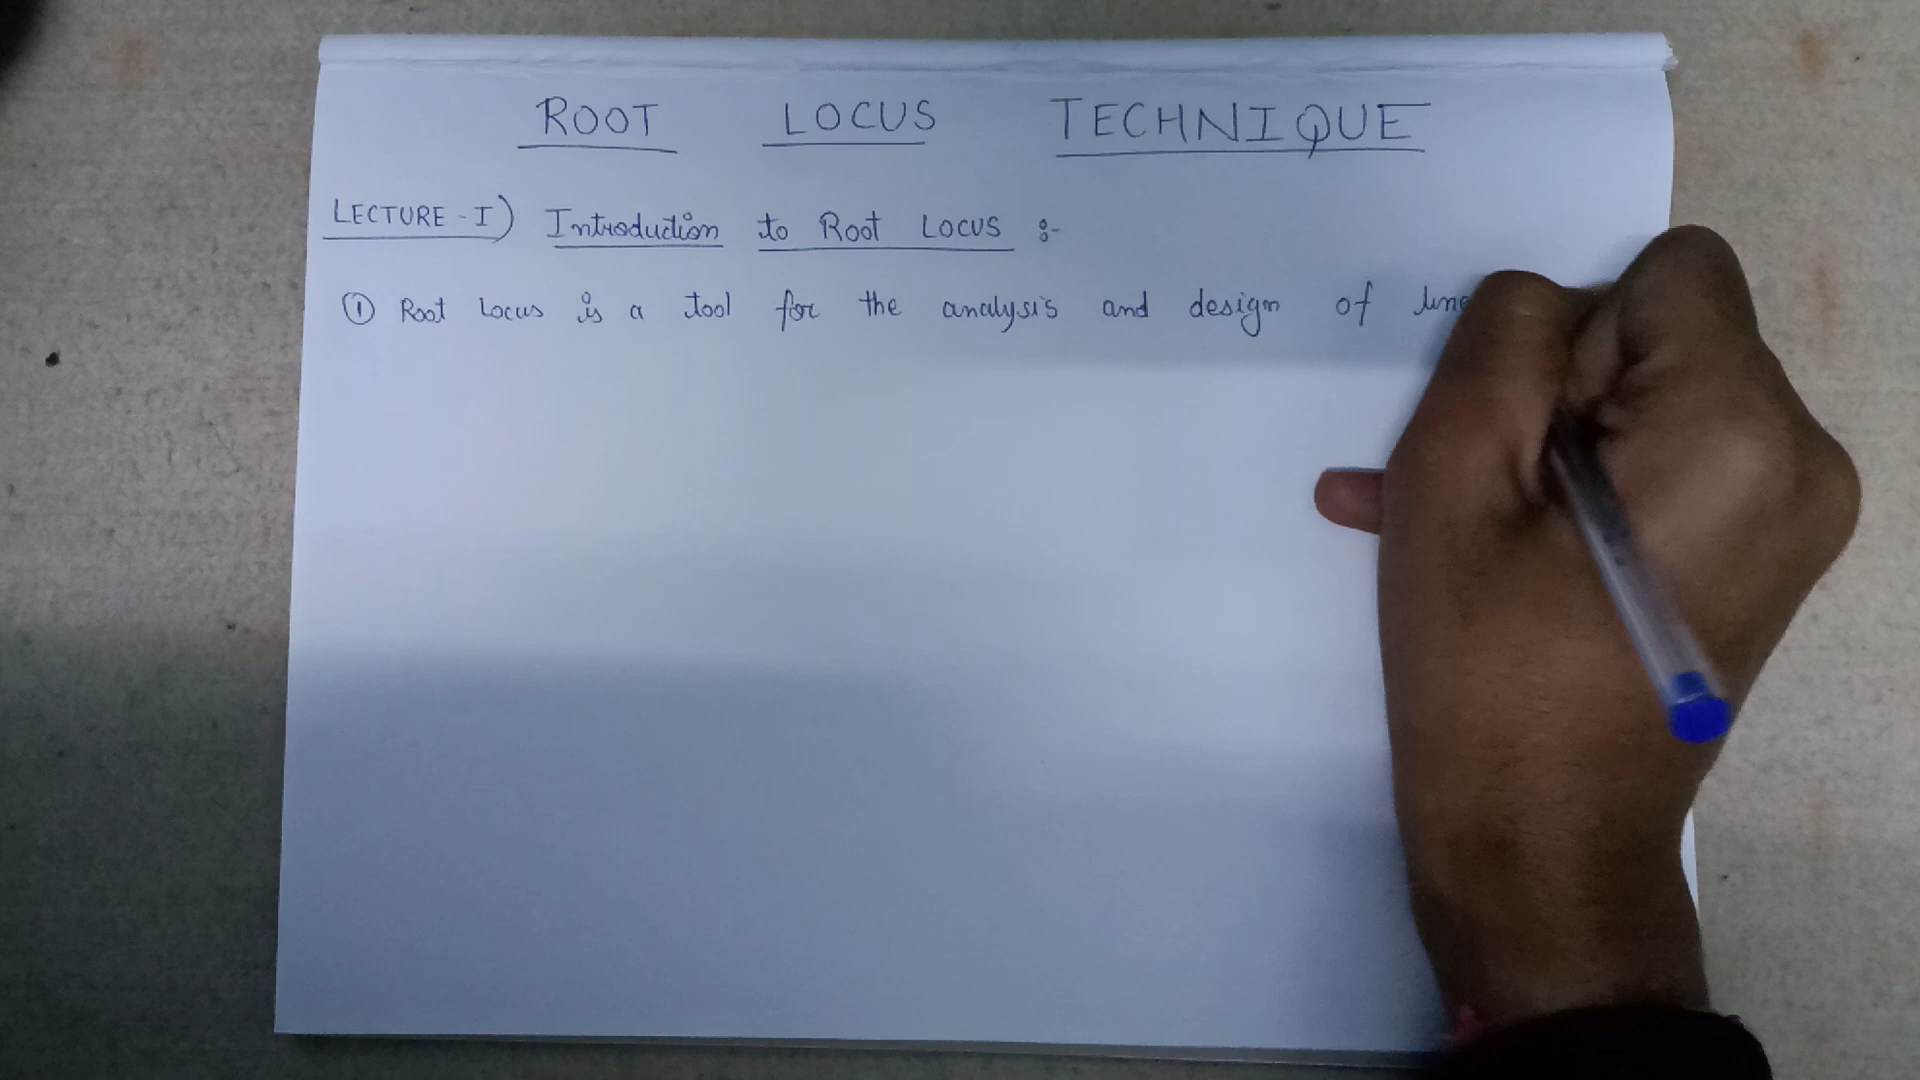 ROOT LOCUS TECHNIQUE
LECTURE - I) Introduction to Root Locus :-
① Root Locus is a tool for the analysis and design of